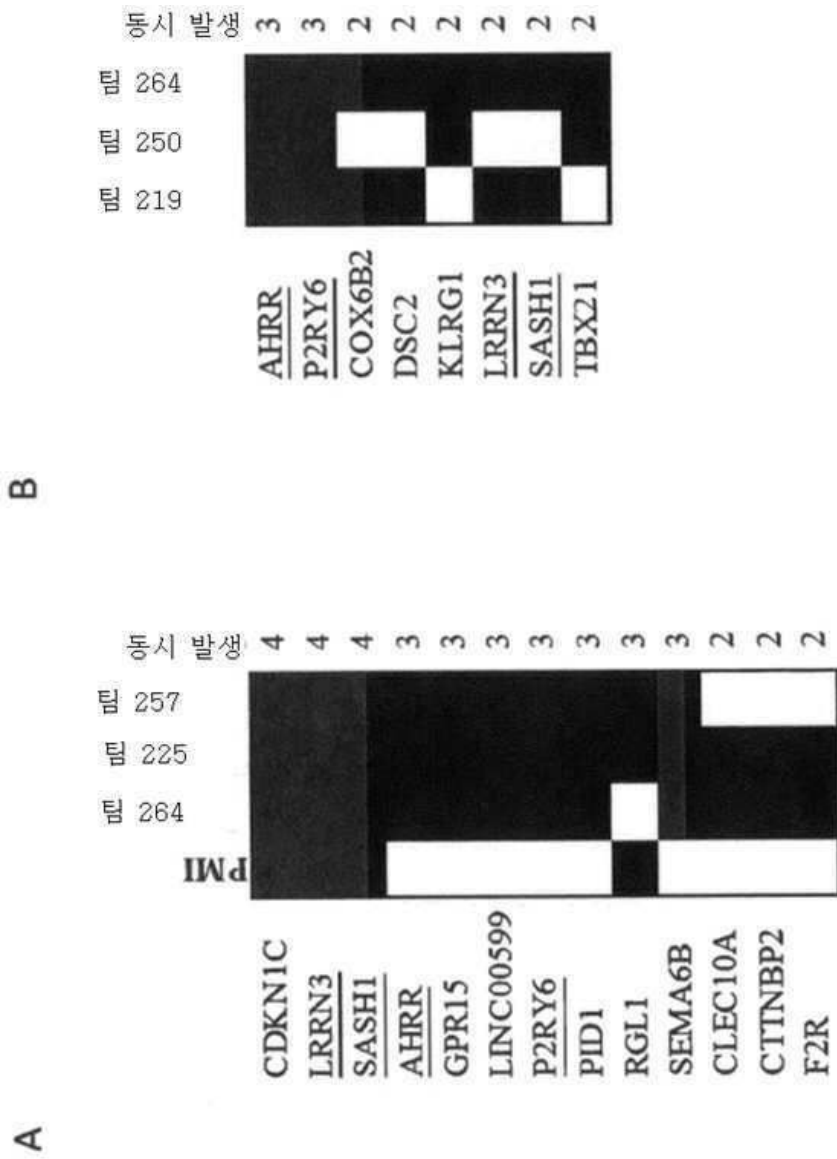 A
동시 발생
팀 257
팀 225
팀 264
PMI
CDKN1C 4
LRRN3 4
SASH1 4
AHRR 3
GPR15 3
LINC00599 3
P2RY6 3
PID1 3
RGL1 3
SEMA6B 3
CLEC10A 2
CTTNBP2 2
F2R 2
B
동시 발생
팀 264
팀 250
팀 219
AHRR 3
P2RY6 3
COX6B2 2
DSC2 2
KLRG1 2
LRRN3 2
SASH1 2
TBX21 2